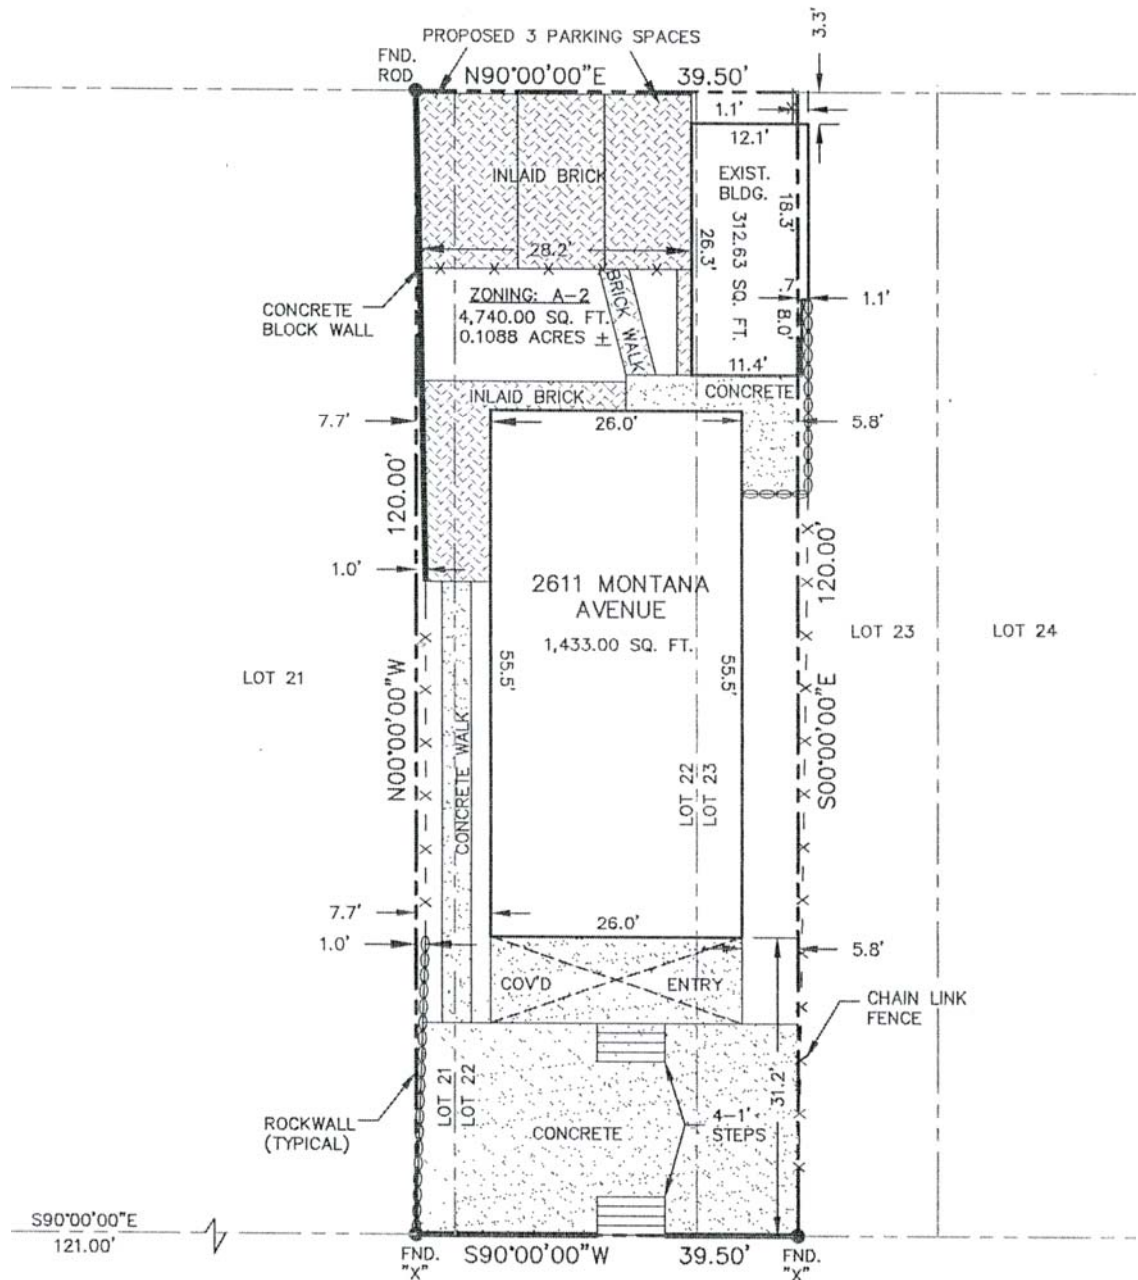 3.3'
PROPOSED 3 PARKING SPACES
FND.
ROD
N90°00'00"E
39.50'
1.1'
12.1'
INLAID BRICK
EXIST.
BLDG.
312.63 SQ. FT.
18.3'
26.3'
28.2'
CONCRETE
BLOCK WALL
ZONING: A-2
4,740.00 SQ. FT.
0.1088 ACRES ±
BRICK WALK
.7'
1.1'
8.0'
11.4'
INLAID BRICK
CONCRETE
7.7'
26.0'
5.8'
120.00'
1.0'
2611 MONTANA
AVENUE
1,433.00 SQ. FT.
120.00'
LOT 23
LOT 24
LOT 21
55.5'
55.5'
N00°00'00"W
S00°00'00"E
CONCRETE WALK
LOT 22
LOT 23
7.7'
26.0'
1.0'
5.8'
COV'D
ENTRY
CHAIN LINK
FENCE
31.2'
LOT 21
LOT 22
ROCKWALL
(TYPICAL)
CONCRETE
4-1'
STEPS
S90°00'00"E
121.00'
FND.
"X"
S90°00'00"W
39.50'
FND.
"X"